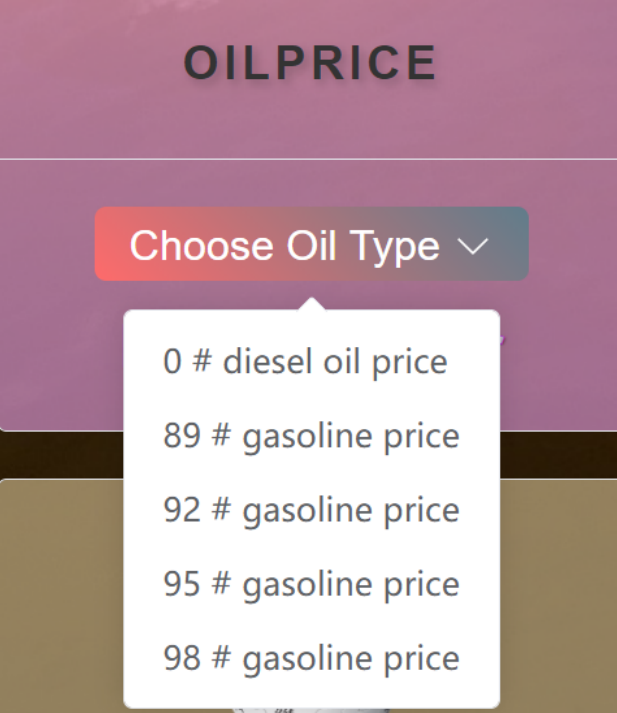 OILPRICE
Choose Oil Type
0 # diesel oil price
89 # gasoline price
92 # gasoline price
95 # gasoline price
98 # gasoline price